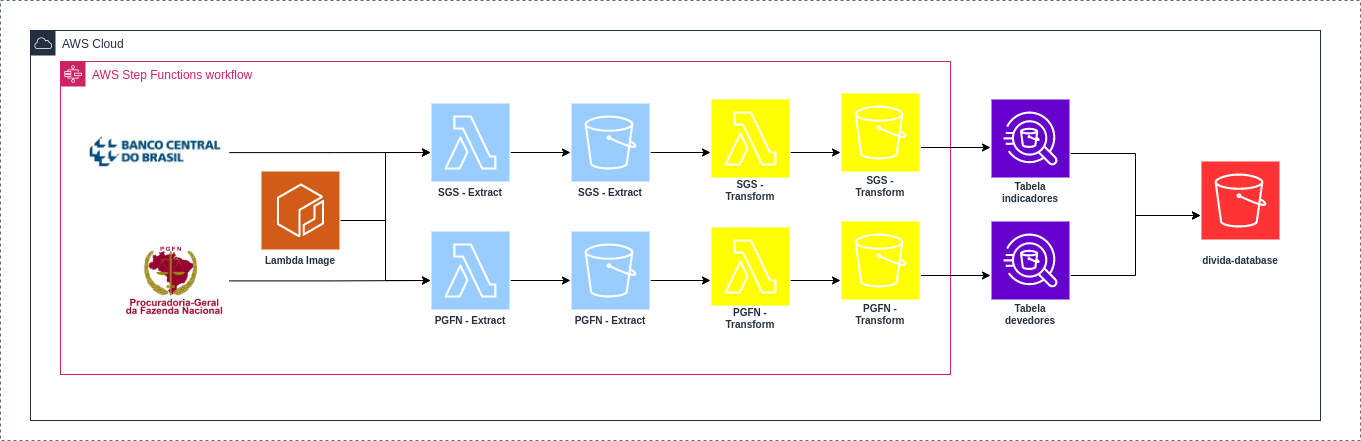 AWS Cloud
AWS Step Functions workflow
BANCO CENTRAL
DO BRASIL
SGS - Extract
SGS - Extract
SGS -
Transform
SGS -
Transform
Tabela
indicadores
Lambda Image
divida-database
PGFN
Procuradoria-Geral
da Fazenda Nacional
PGFN - Extract
PGFN - Extract
PGFN -
Transform
PGFN -
Transform
Tabela
devedores